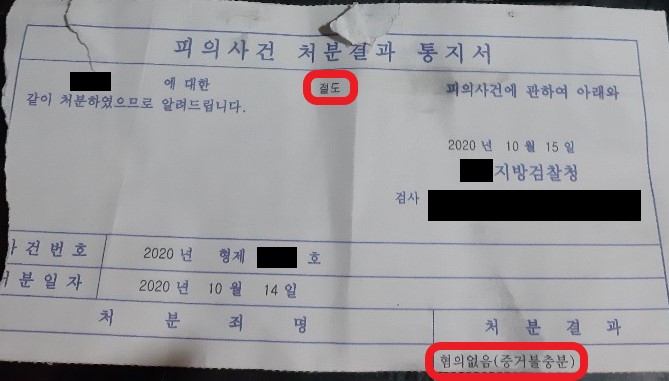 피의사건 처분결과 통지서
에 대한 절도 피의사건에 관하여 아래와
같이 처분하였으므로 알려드립니다.
2020 년 10 월 15 일
지방검찰청
검사
사건번호 2020 년 형제 호
처분일자 2020 년 10 월 14 일
처 분 죄 명 처 분 결 과
혐의없음(증거불충분)